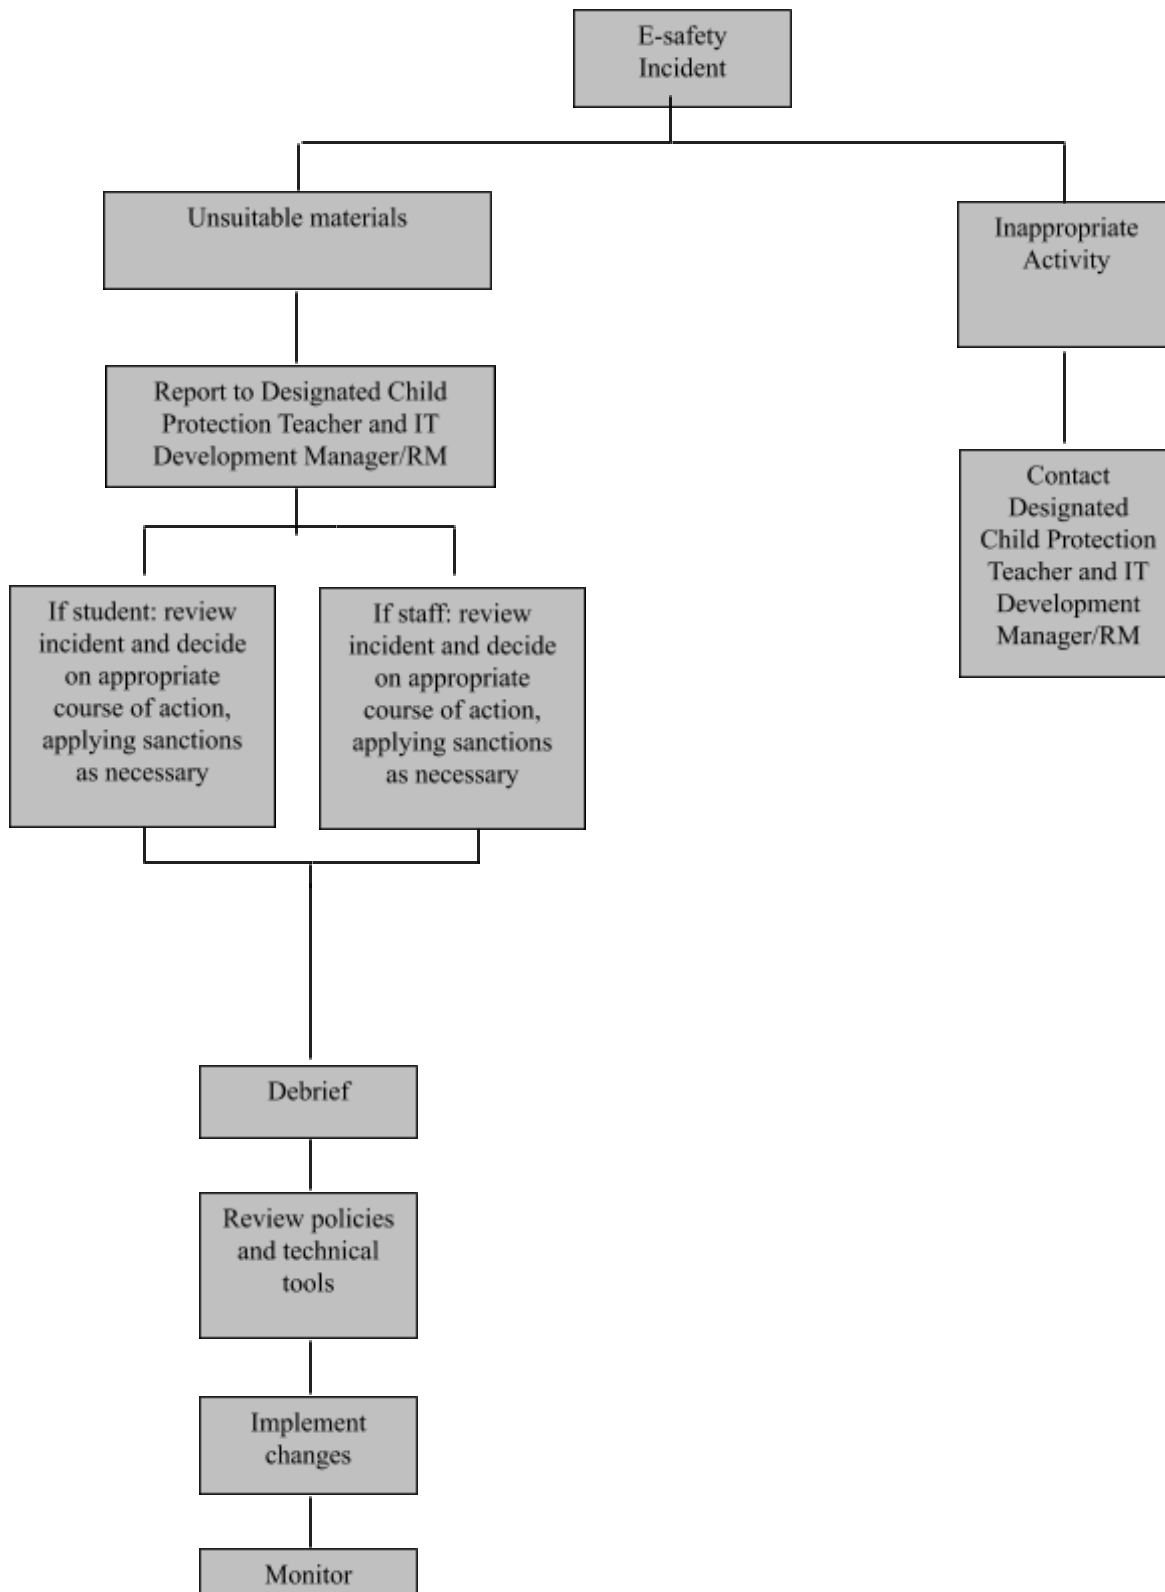 E-safety
Incident
Unsuitable materials
Inappropriate
Activity
Report to Designated Child
Protection Teacher and IT
Development Manager/RM
Contact
Designated
Child Protection
Teacher and IT
Development
Manager/RM
If student: review
incident and decide
on appropriate
course of action,
applying sanctions
as necessary
If staff: review
incident and decide
on appropriate
course of action,
applying sanctions
as necessary
Debrief
Review policies
and technical
tools
Implement
changes
Monitor